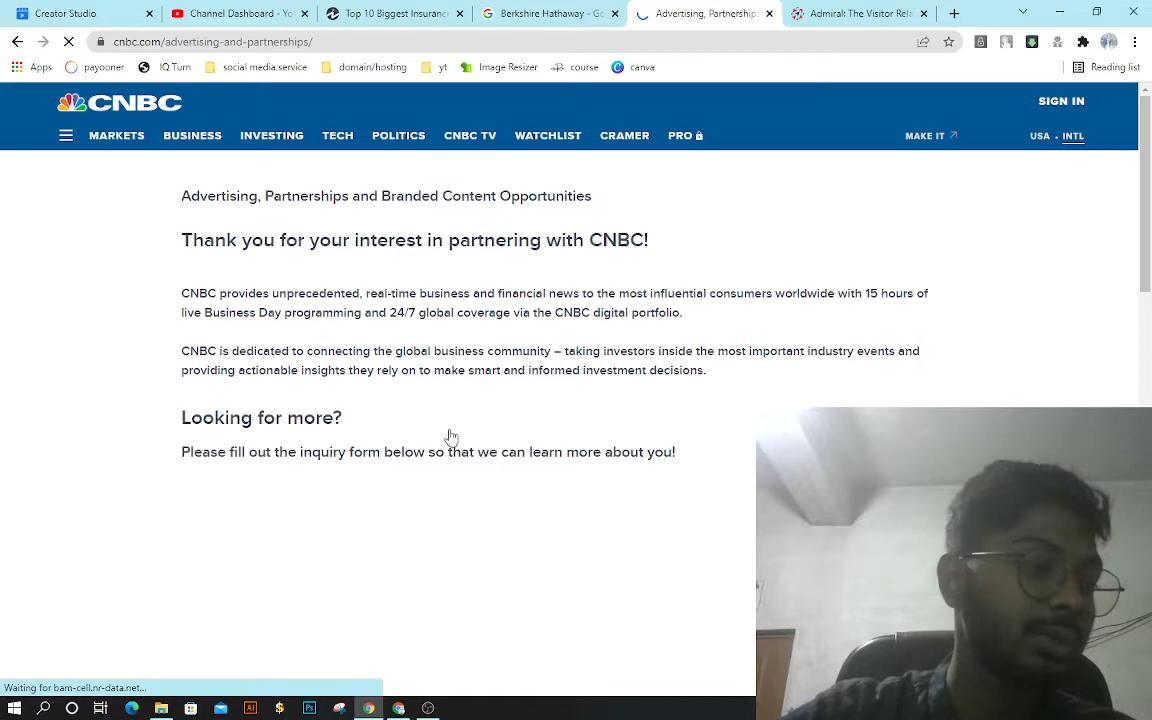 Creator Studio
Channel Dashboard - Yo
Top 10 Biggest Insuranc
Berkshire Hathaway - Go
Advertising, Partnership
Admiral: The Visitor Rela
cnbc.com/advertising-and-partnerships/
Apps
payooner
IQ Turn
social media service
domain/hosting
yt
Image Resizer
course
canva
Reading list
CNBC
SIGN IN
MARKETS BUSINESS INVESTING TECH POLITICS CNBC TV WATCHLIST CRAMER PRO
MAKE IT
USA • INTL
Advertising, Partnerships and Branded Content Opportunities
Thank you for your interest in partnering with CNBC!
CNBC provides unprecedented, real-time business and financial news to the most influential consumers worldwide with 15 hours of
live Business Day programming and 24/7 global coverage via the CNBC digital portfolio.
CNBC is dedicated to connecting the global business community – taking investors inside the most important industry events and
providing actionable insights they rely on to make smart and informed investment decisions.
Looking for more?
Please fill out the inquiry form below so that we can learn more about you!
Waiting for bam-cell.nr-data.net...
Ai
Ps